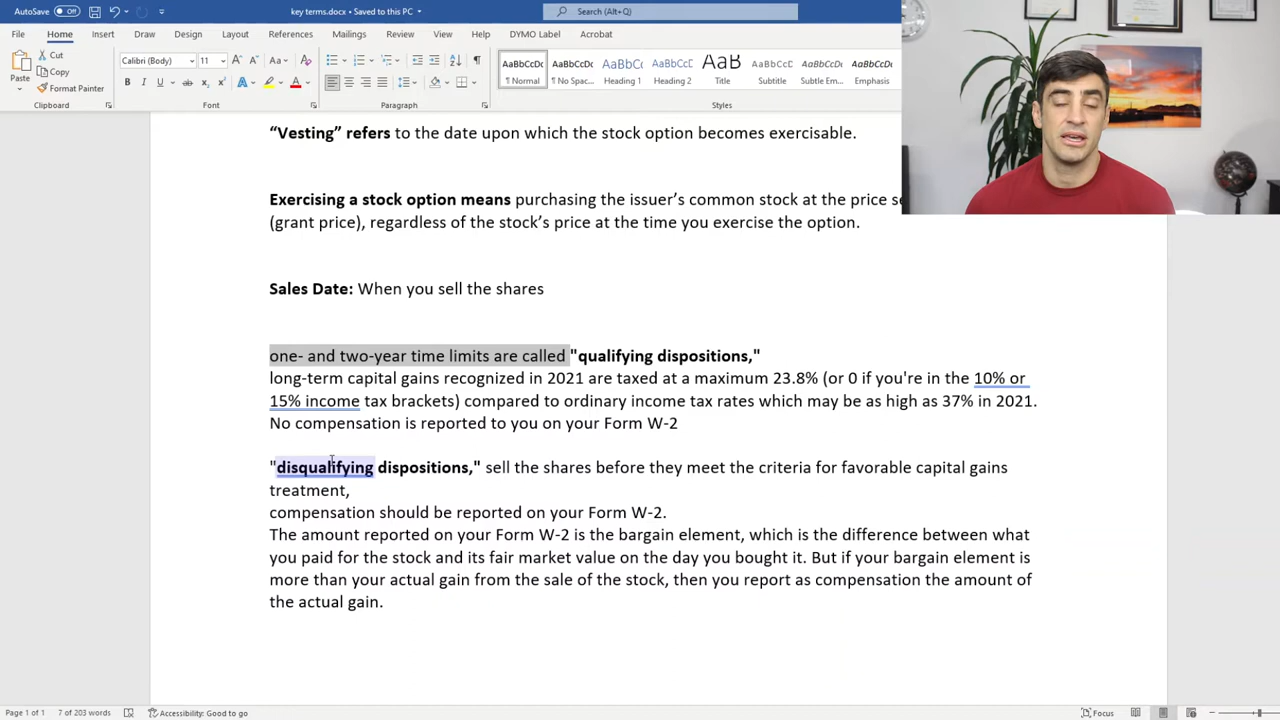 AutoSave Off key terms.docx • Saved to this PC Search (Alt+Q)
File Home Insert Draw Design Layout References Mailings Review View Help DYMO Label Acrobat
Paste Cut Copy Format Painter
Calibri (Body) 11
AaBbCcDc AaBbCcDc AaBbCc AaBbCcD AaB AaBbCcD AaBbCcDc AaBbCcDc
¶ Normal ¶ No Spac... Heading 1 Heading 2 Title Subtitle Subtle Em... Emphasis
Clipboard Font Paragraph Styles
“Vesting” refers to the date upon which the stock option becomes exercisable.
Exercising a stock option means purchasing the issuer’s common stock at the price
(grant price), regardless of the stock’s price at the time you exercise the option.
Sales Date: When you sell the shares
one- and two-year time limits are called "qualifying dispositions,"
long-term capital gains recognized in 2021 are taxed at a maximum 23.8% (or 0 if you're in the 10% or
15% income tax brackets) compared to ordinary income tax rates which may be as high as 37% in 2021.
No compensation is reported to you on your Form W-2
"disqualifying dispositions," sell the shares before they meet the criteria for favorable capital gains
treatment,
compensation should be reported on your Form W-2.
The amount reported on your Form W-2 is the bargain element, which is the difference between what
you paid for the stock and its fair market value on the day you bought it. But if your bargain element is
more than your actual gain from the sale of the stock, then you report as compensation the amount of
the actual gain.
Page 1 of 1 7 of 203 words Accessibility: Good to go Focus